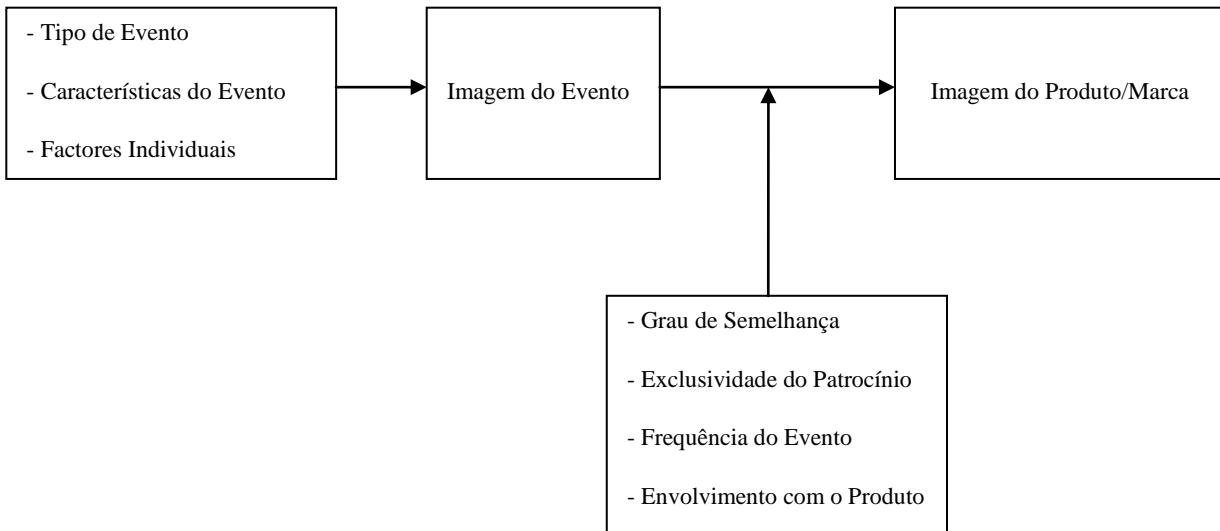 - Tipo de Evento
- Características do Evento
- Factores Individuais
Imagem do Evento
Imagem do Produto/Marca
- Grau de Semelhança
- Exclusividade do Patrocínio
- Frequência do Evento
- Envolvimento com o Produto